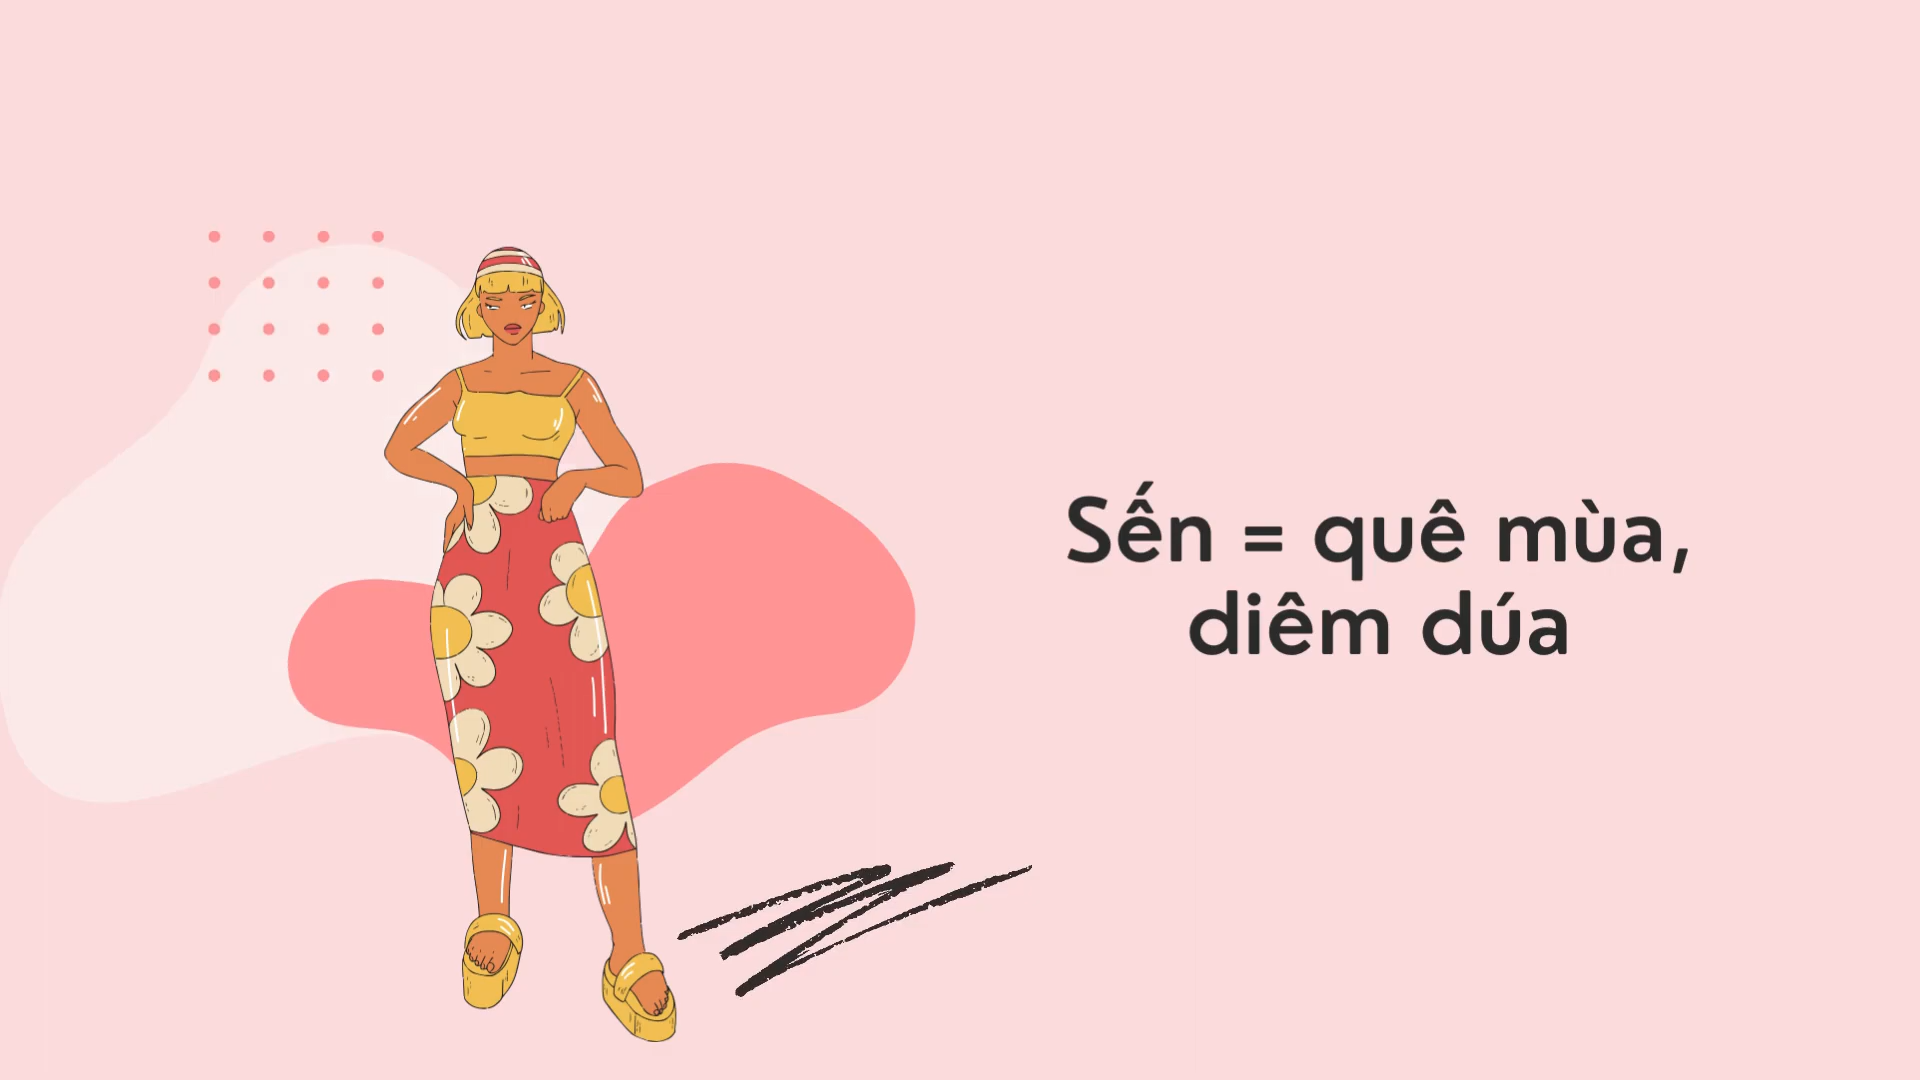 Sến = quê mùa,
diêm dúa